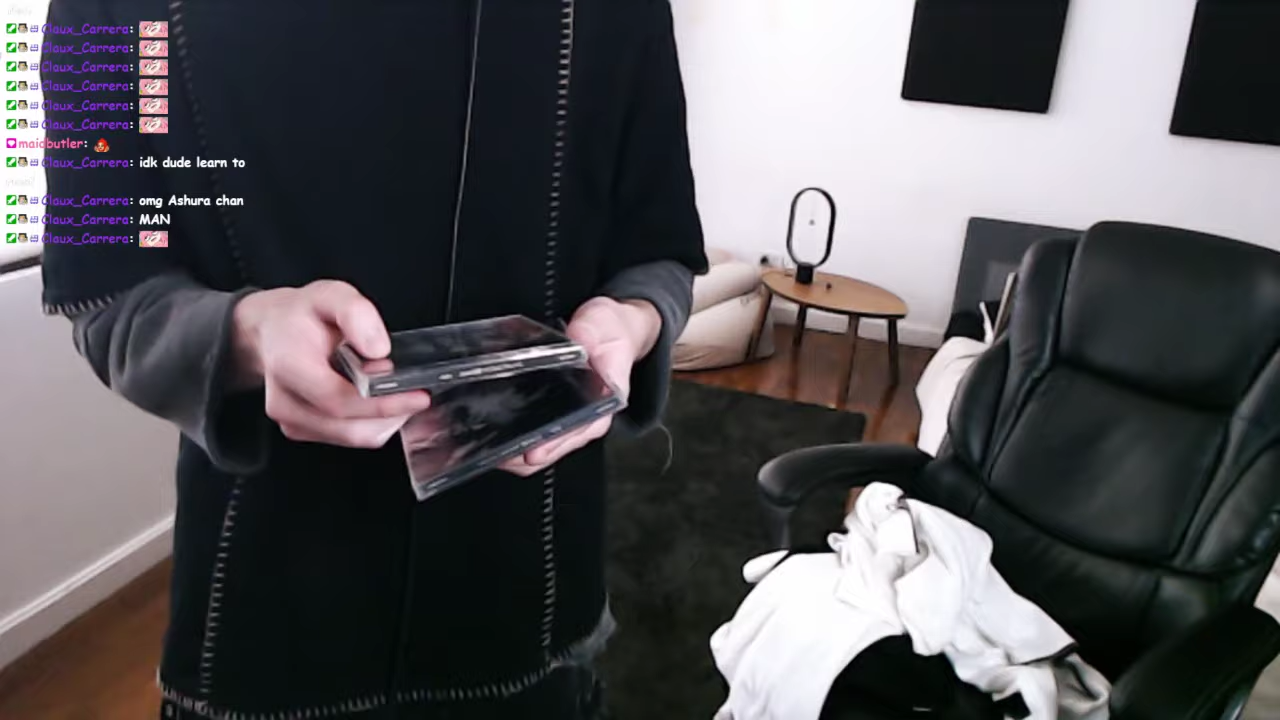 Claux_Carrera:
Claux_Carrera:
Claux_Carrera:
Claux_Carrera:
Claux_Carrera:
Claux_Carrera:
maidbutler:
Claux_Carrera: idk dude learn to
Claux_Carrera: omg Ashura chan
Claux_Carrera: MAN
Claux_Carrera: